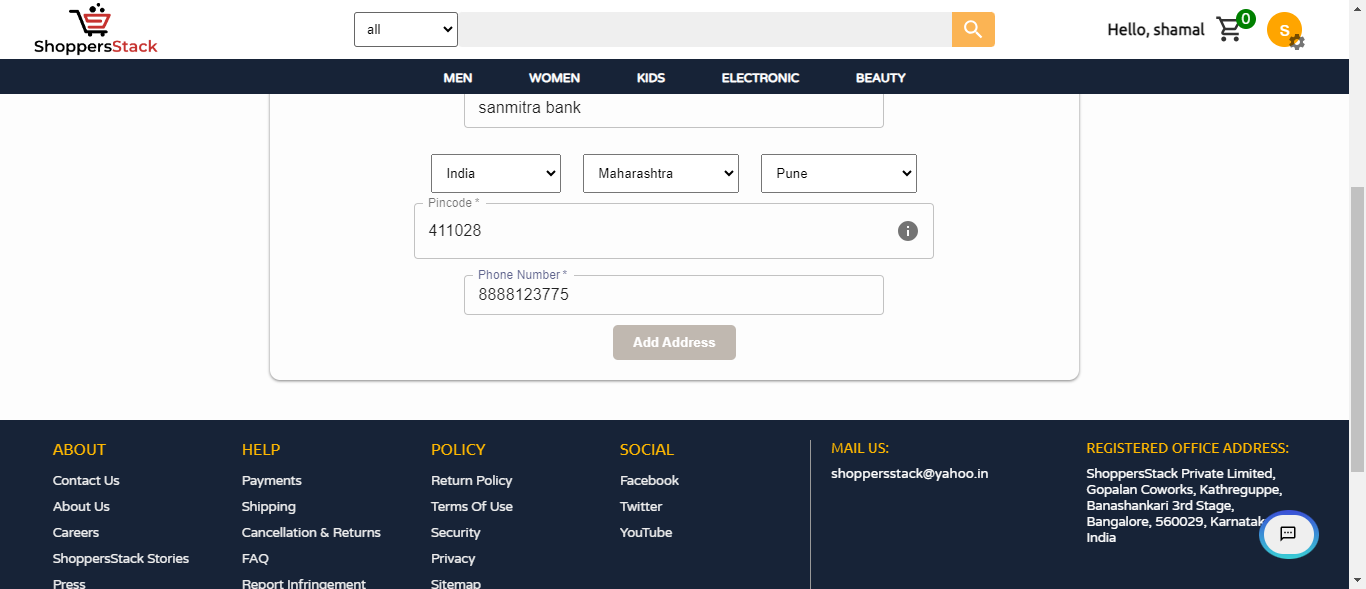 ShoppersStack
all
Hello, shamal
0
S
MEN WOMEN KIDS ELECTRONIC BEAUTY
sanmitra bank
India Maharashtra Pune
Pincode *
411028
Phone Number *
8888123775
Add Address
ABOUT
Contact Us
About Us
Careers
ShoppersStack Stories
Press
HELP
Payments
Shipping
Cancellation & Returns
FAQ
Report Infringement
POLICY
Return Policy
Terms Of Use
Security
Privacy
Sitemap
SOCIAL
Facebook
Twitter
YouTube
MAIL US:
shoppersstack@yahoo.in
REGISTERED OFFICE ADDRESS:
ShoppersStack Private Limited,
Gopalan Coworks, Kathreguppe,
Banashankari 3rd Stage,
Bangalore, 560029, Karnatak
India